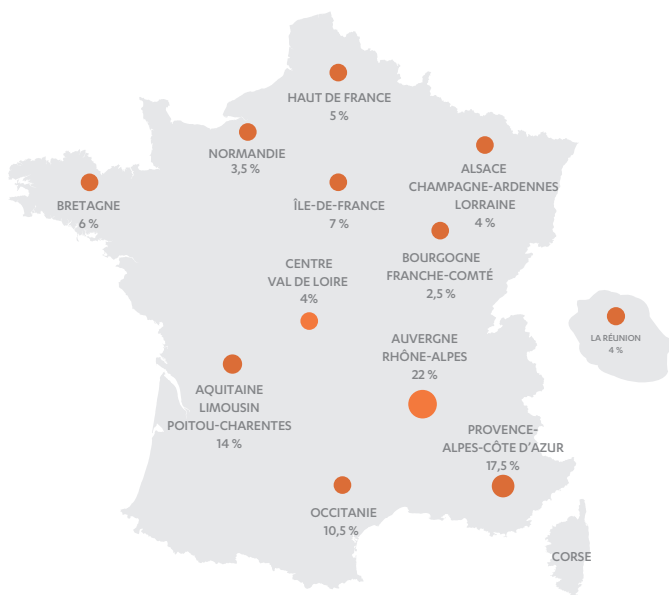 HAUT DE FRANCE
5 %
NORMANDIE
3,5 %
ALSACE
CHAMPAGNE-ARDENNES
LORRAINE
4 %
BRETAGNE
6 %
ÎLE-DE-FRANCE
7 %
BOURGOGNE
FRANCHE-COMTÉ
2,5 %
CENTRE
VAL DE LOIRE
4%
LA RÉUNION
4 %
AUVERGNE
RHÔNE-ALPES
22 %
AQUITAINE
LIMOUSIN
POITOU-CHARENTES
14 %
PROVENCE-
ALPES-CÔTE D'AZUR
17,5 %
OCCITANIE
10,5 %
CORSE